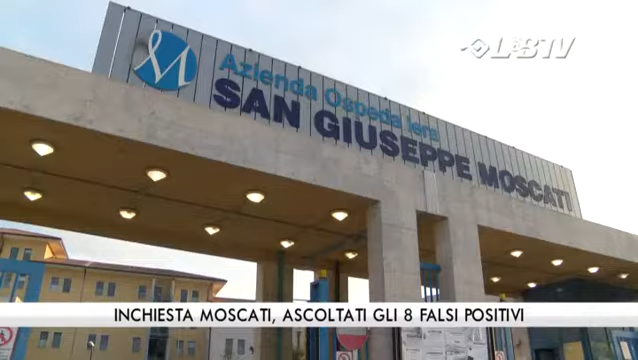 LABTV
Azienda Ospedaliera
SAN GIUSEPPE MOSCATI
INCHIESTA MOSCATI, ASCOLTATI GLI 8 FALSI POSITIVI